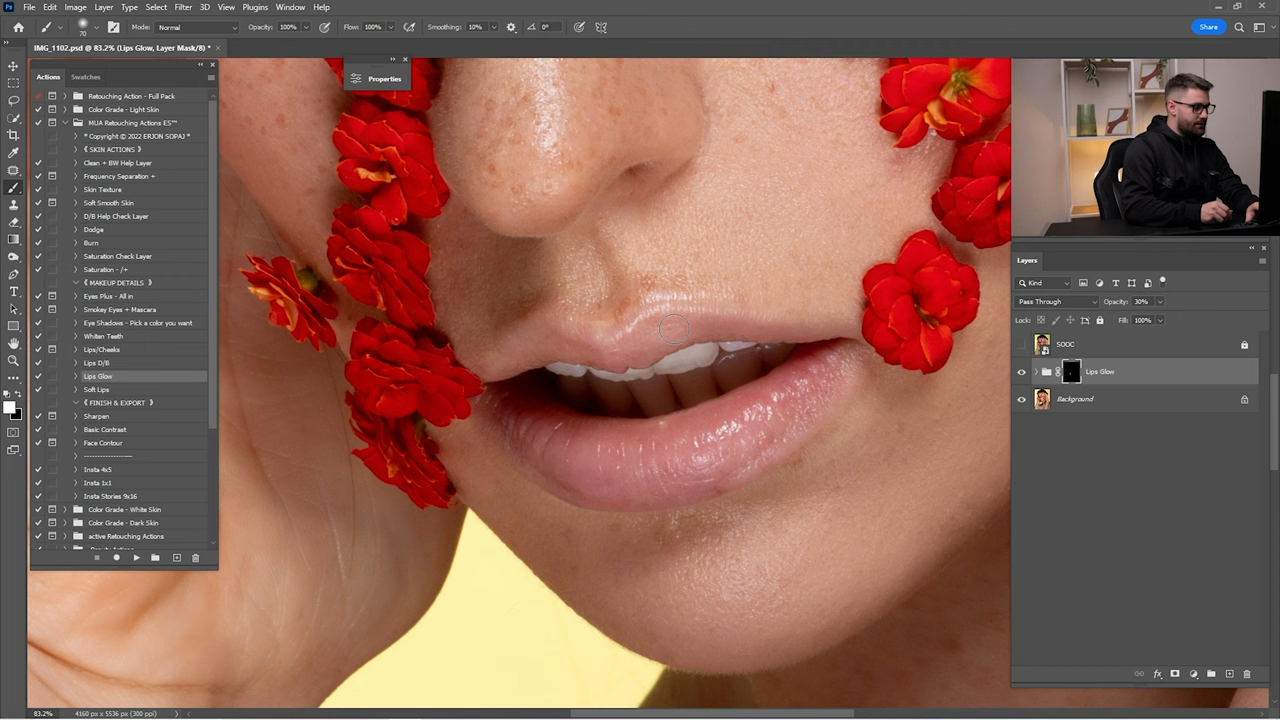 File Edit Image Layer Type Select Filter 3D View Plugins Window Help
Mode: Normal Opacity: 100% Flow: 100% Smoothing: 10% 0° Share
70
IMG_1102.psd @ 83.2% (Lips Glow, Layer Mask/8) *
Actions Swatches
Retouching Action - Full Pack
Color Grade - Light Skin
MUA Retouching Actions ES™
* Copyright © 2022 ERJON SOPAJ *
《 SKIN ACTIONS 》
Clean + BW Help Layer
Frequency Separation +
Skin Texture
Soft Smooth Skin
D/B Help Check Layer
Dodge
Burn
Saturation Check Layer
Saturation - /+
《 MAKEUP DETAILS 》
Eyes Plus - All in
Smokey Eyes + Mascara
Eye Shadows - Pick a color you want
Whiten Teeth
Lips/Cheeks
Lips D/B
Lips Glow
Soft Lips
《 FINISH & EXPORT 》
Sharpen
Basic Contrast
Face Contour
------------------
Insta 4x5
Insta 1x1
Insta Stories 9x16
Color Grade - White Skin
Color Grade - Dark Skin
active Retouching Actions
Properties
Layers
Kind
Pass Through Opacity: 30%
Lock: Fill: 100%
SOOC
Lips Glow
Background
83.2% 4160 px x 5536 px (300 ppi)